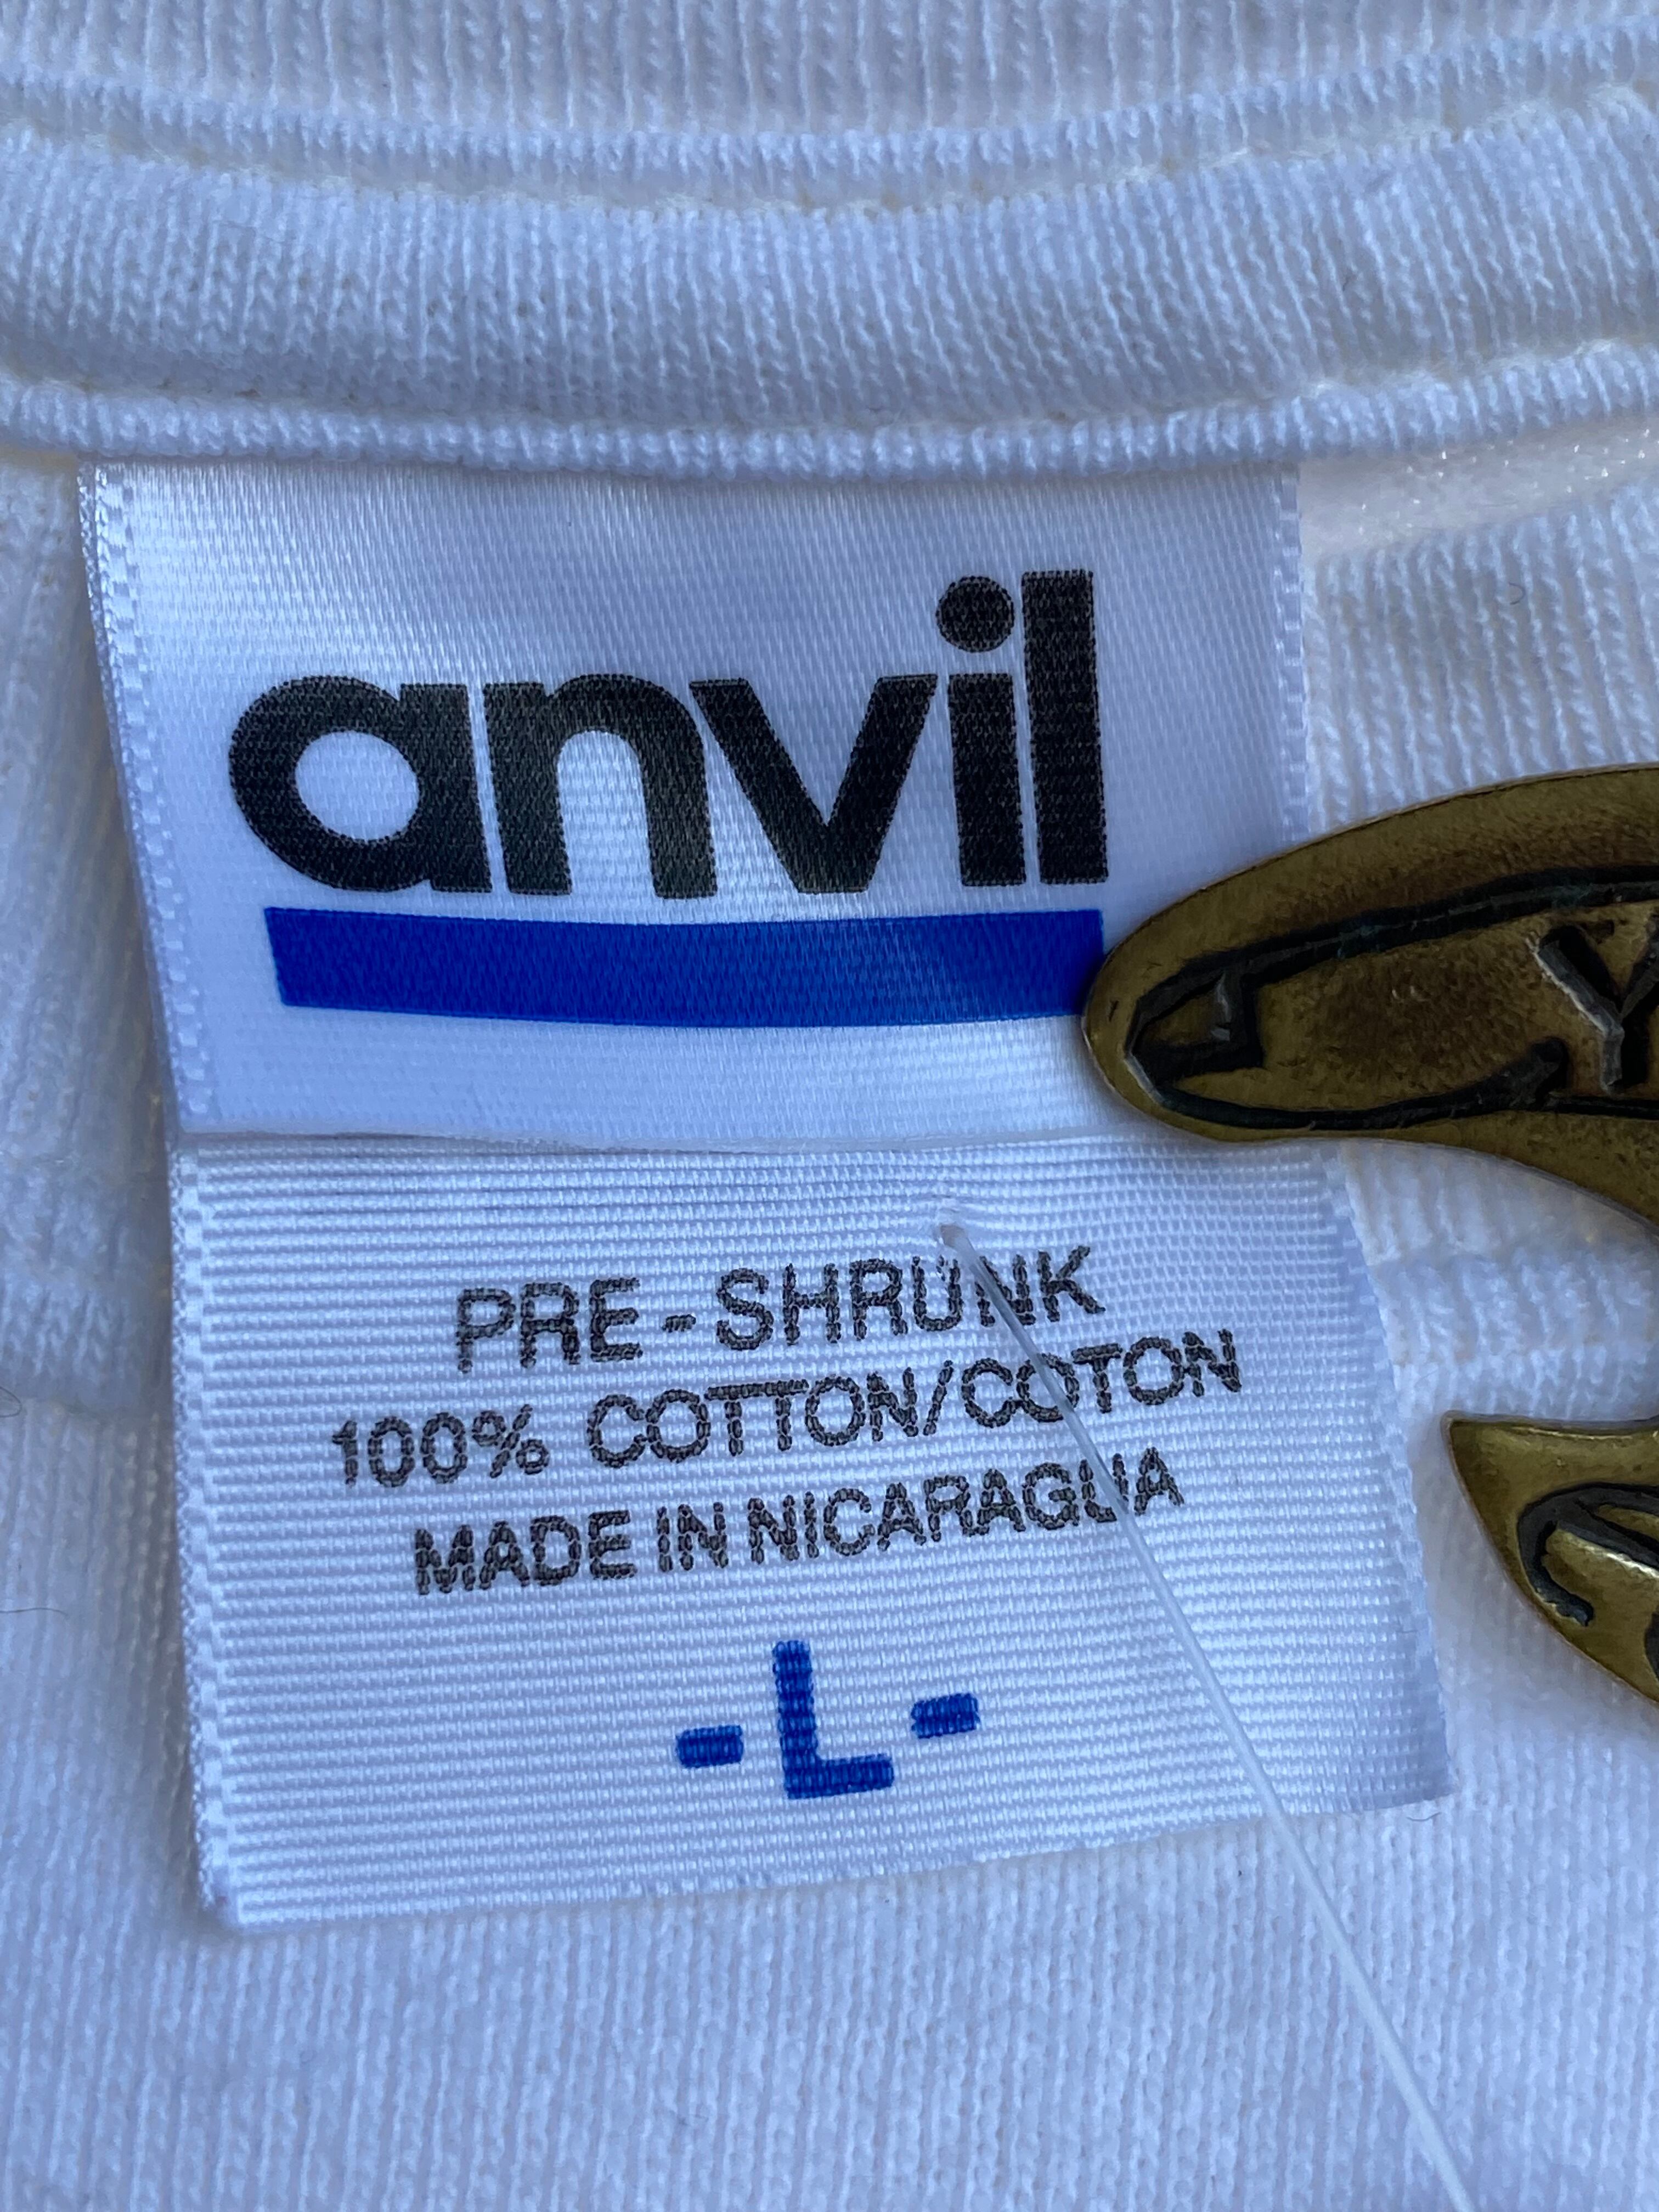 anvil
PRE-SHRUNK
100% COTTON/COTON
MADE IN NICARAGUA
-L-
Y